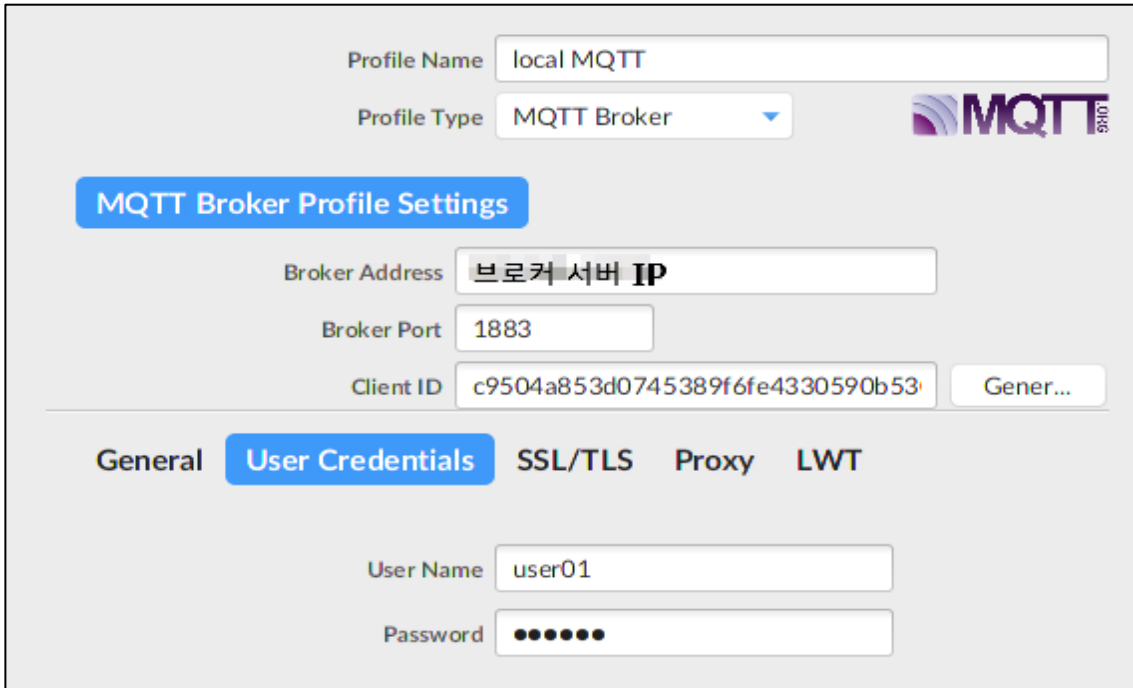 Profile Name local MQTT
Profile Type MQTT Broker
MQTT.ORG
MQTT Broker Profile Settings
Broker Address 브로커 서버 IP
Broker Port 1883
Client ID c9504a853d0745389f6fe4330590b53 Gener...
General User Credentials SSL/TLS Proxy LWT
User Name user01
Password ●●●●●●